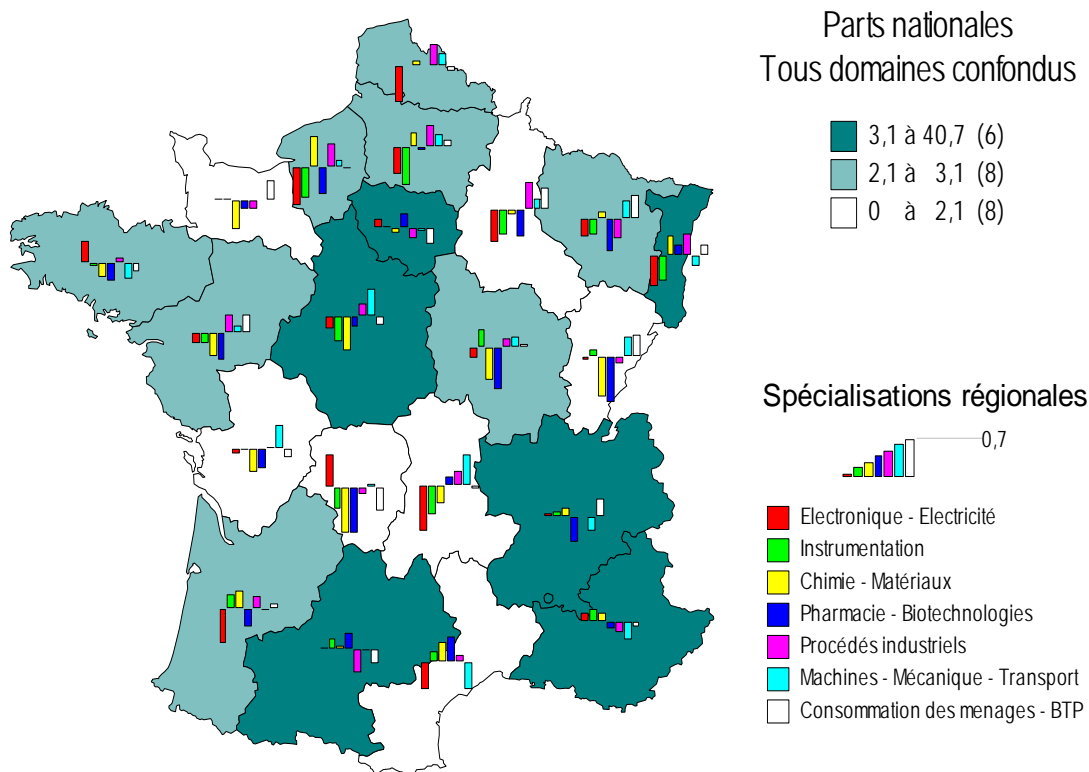 Parts nationales
Tous domaines confondus
3,1 à 40,7 (6)
2,1 à 3,1 (8)
0 à 2,1 (8)
Spécialisations régionales
0,7
Electronique - Electricité
Instrumentation
Chimie - Matériaux
Pharmacie - Biotechnologies
Procédés industriels
Machines - Mécanique - Transport
Consommation des menages - BTP